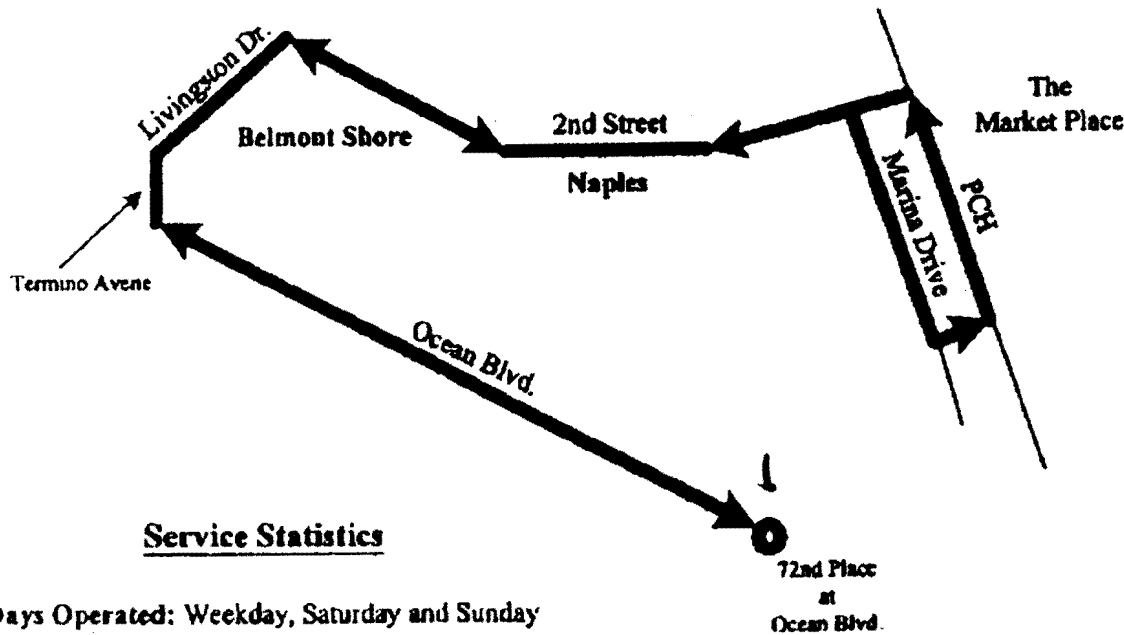 Livingston Dr.
Belmont Shore
2nd Street
Naples
The
Market Place
Marina Drive
PCH
Termino Avene
Ocean Blvd.
72nd Place
at
Ocean Blvd.
Service Statistics
Days Operated: Weekday, Saturday and Sunday